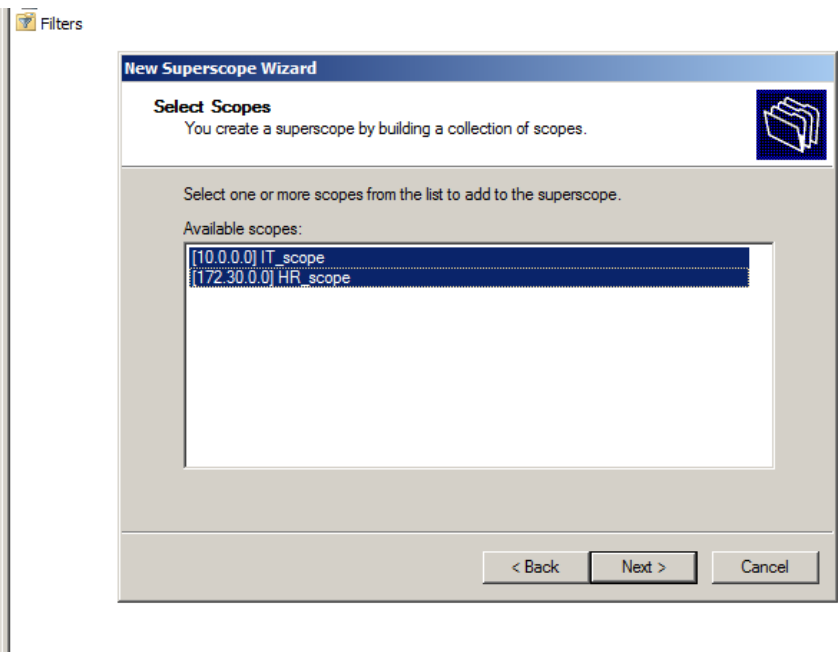 Filters
New Superscope Wizard
Select Scopes
You create a superscope by building a collection of scopes.
Select one or more scopes from the list to add to the superscope.
Available scopes:
[10.0.0.0] IT_scope
[172.30.0.0] HR_scope
< Back Next > Cancel